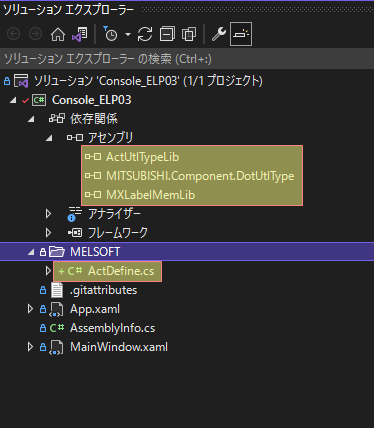 ソリューション エクスプローラー
ソリューション エクスプローラー の検索 (Ctrl+:)
ソリューション 'Console_ELP03' (1/1 プロジェクト)
C# Console_ELP03
依存関係
アセンブリ
ActUtlTypeLib
MITSUBISHI.Component.DotUtlType
MXLabelMemLib
アナライザー
フレームワーク
MELSOFT
+ C# ActDefine.cs
.gitattributes
App.xaml
C# AssemblyInfo.cs
MainWindow.xaml